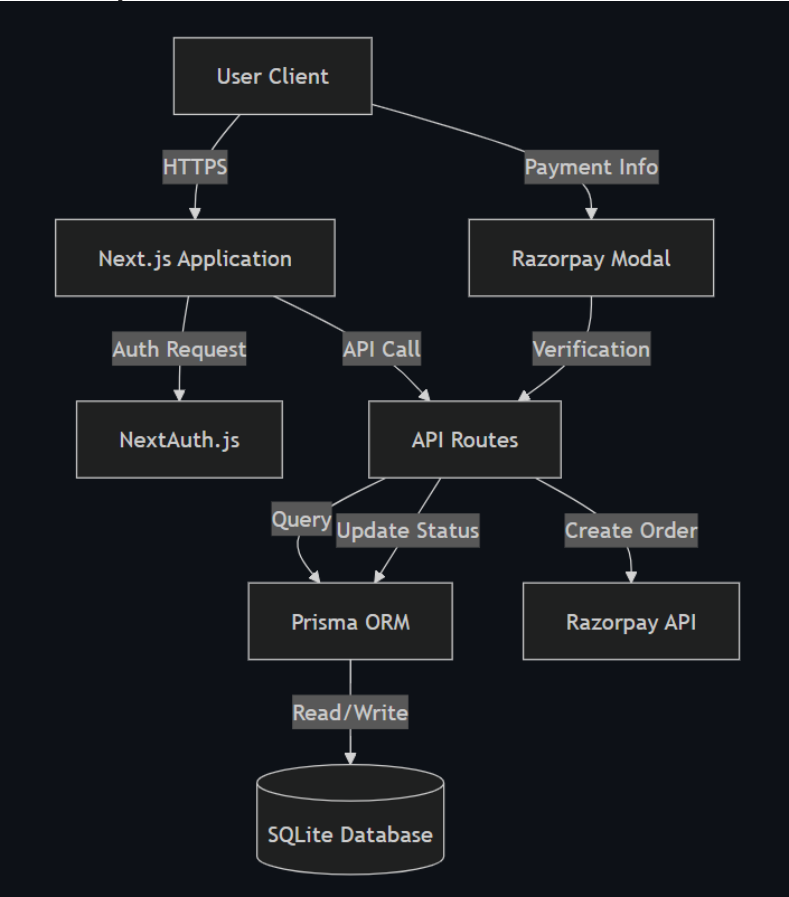 User Client
HTTPS
Payment Info
Next.js Application
Razorpay Modal
Auth Request
API Call
Verification
NextAuth.js
API Routes
Query
Update Status
Create Order
Prisma ORM
Razorpay API
Read/Write
SQLite Database